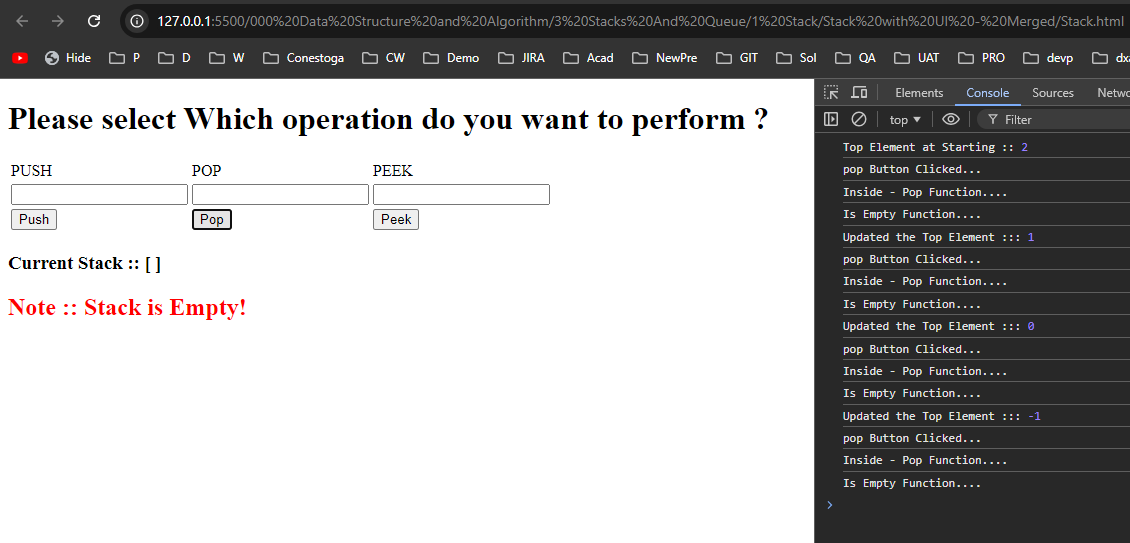 127.0.0.1:5500/000%20Data%20Structure%20and%20Algorithm/3%20Stacks%20And%20Queue/1%20Stack/Stack%20with%20UI%20-%20Merged/Stack.html
Hide P D W Conestoga CW Demo JIRA Acad NewPre GIT Sol QA UAT PRO devp dxa
Please select Which operation do you want to perform ?
PUSH POP PEEK
Push Pop Peek
Current Stack :: [ ]
Note :: Stack is Empty!
Elements Console Sources Netwo
top Filter
Top Element at Starting :: 2
pop Button Clicked...
Inside - Pop Function....
Is Empty Function....
Updated the Top Element ::: 1
pop Button Clicked...
Inside - Pop Function....
Is Empty Function....
Updated the Top Element ::: 0
pop Button Clicked...
Inside - Pop Function....
Is Empty Function....
Updated the Top Element ::: -1
pop Button Clicked...
Inside - Pop Function....
Is Empty Function....